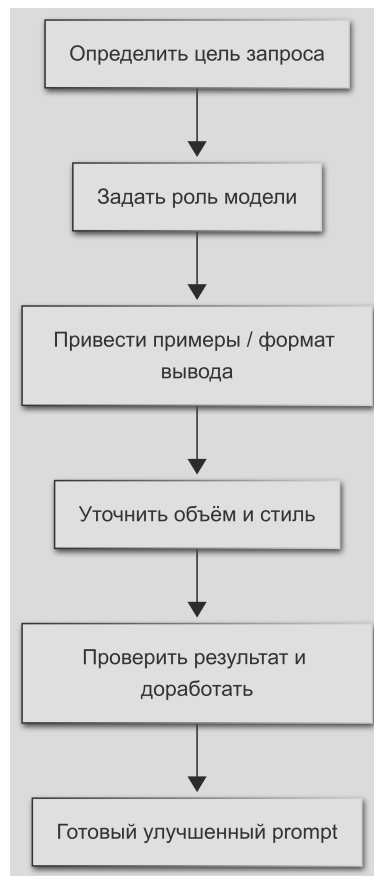 Определить цель запроса
Задать роль модели
Привести примеры / формат
вывода
Уточнить объём и стиль
Проверить результат и
доработать
Готовый улучшенный prompt